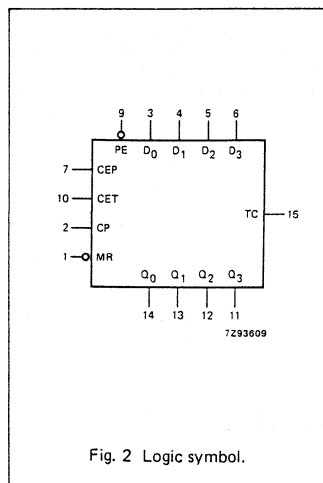 9 3 4 5 6
PE D0 D1 D2 D3
7 CEP
10 CET
TC 15
2 CP
1 MR
Q0 Q1 Q2 Q3
14 13 12 11
7Z93609
Fig. 2 Logic symbol.